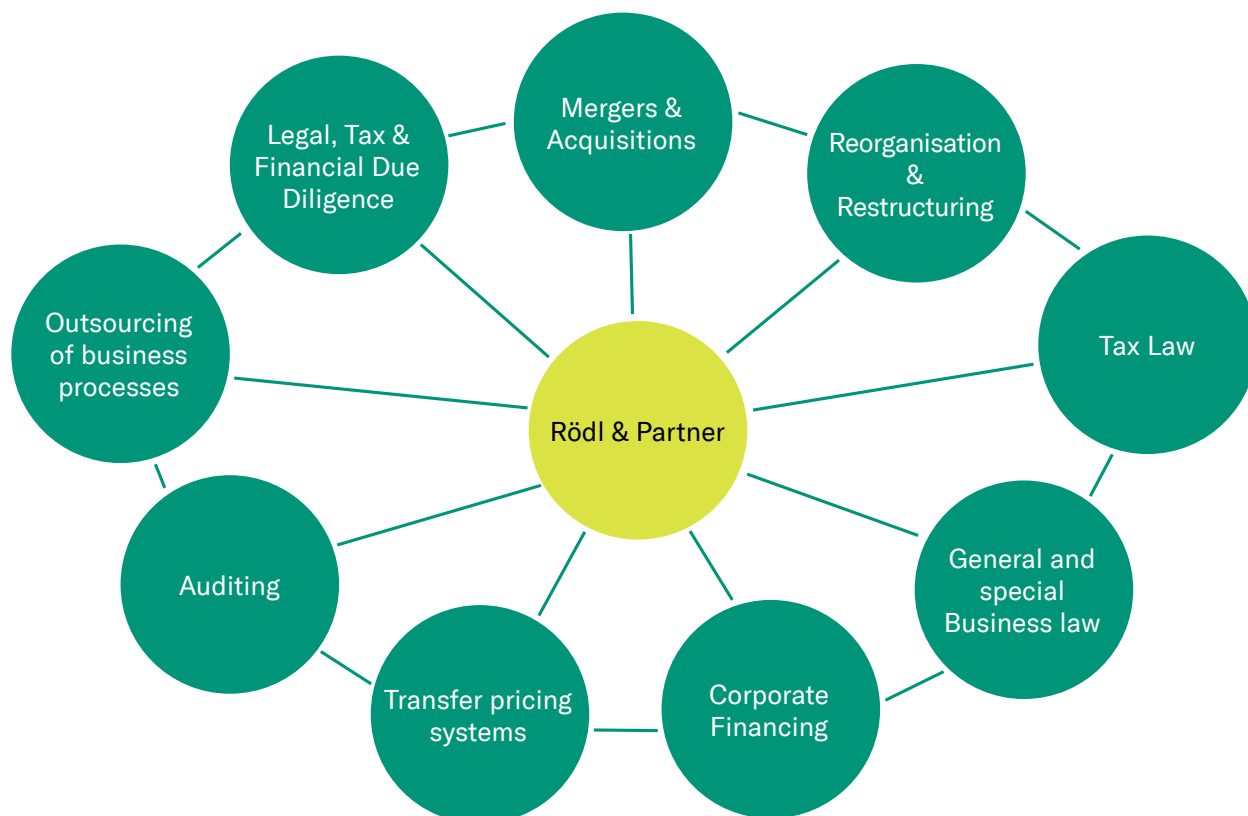 Mergers &
Acquisitions
Legal, Tax &
Financial Due
Diligence
Reorganisation
&
Restructuring
Outsourcing
of business
processes
Tax Law
Rödl & Partner
Auditing
General and
special
Business law
Transfer pricing
systems
Corporate
Financing